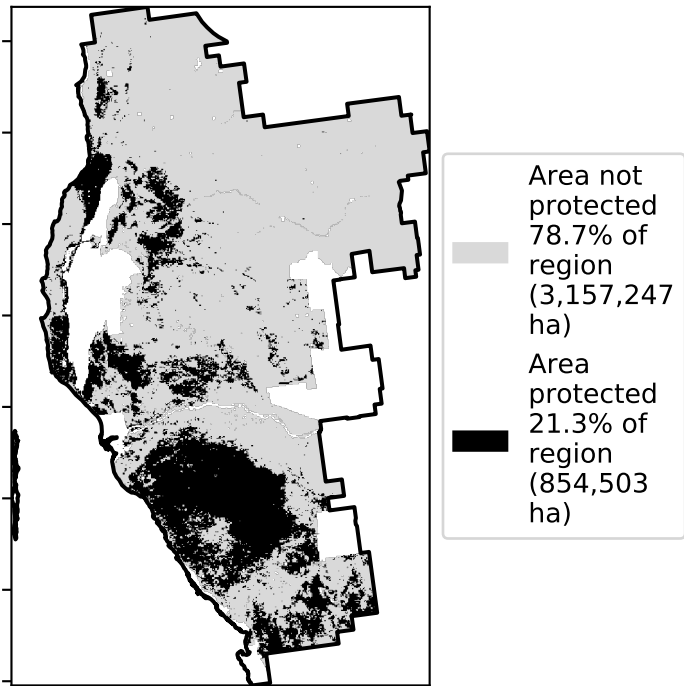 Area not
protected
78.7% of
region
(3,157,247
ha)
Area
protected
21.3% of
region
(854,503
ha)